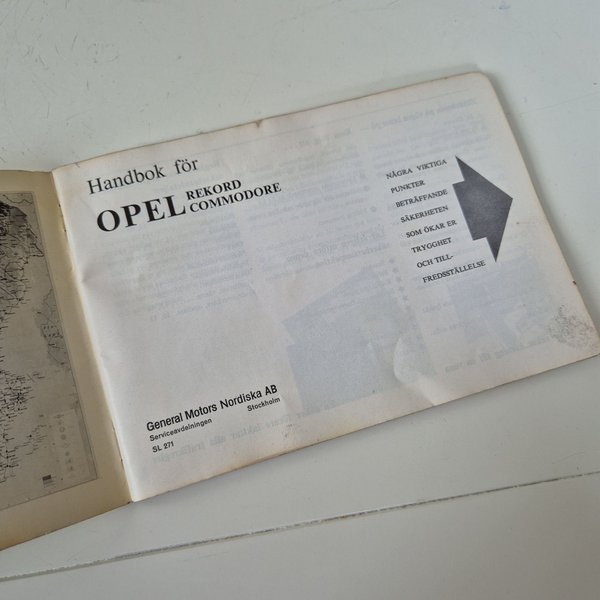 Handbok för
OPEL REKORD
COMMODORE
NÅGRA VIKTIGA
PUNKTER
BETRÄFFANDE
SÄKERHETEN
SOM ÖKAR ER
TRYGGHET
OCH TILL-
FREDSSTÄLLELSE
General Motors Nordiska AB
Serviceavdelningen Stockholm
SL 271